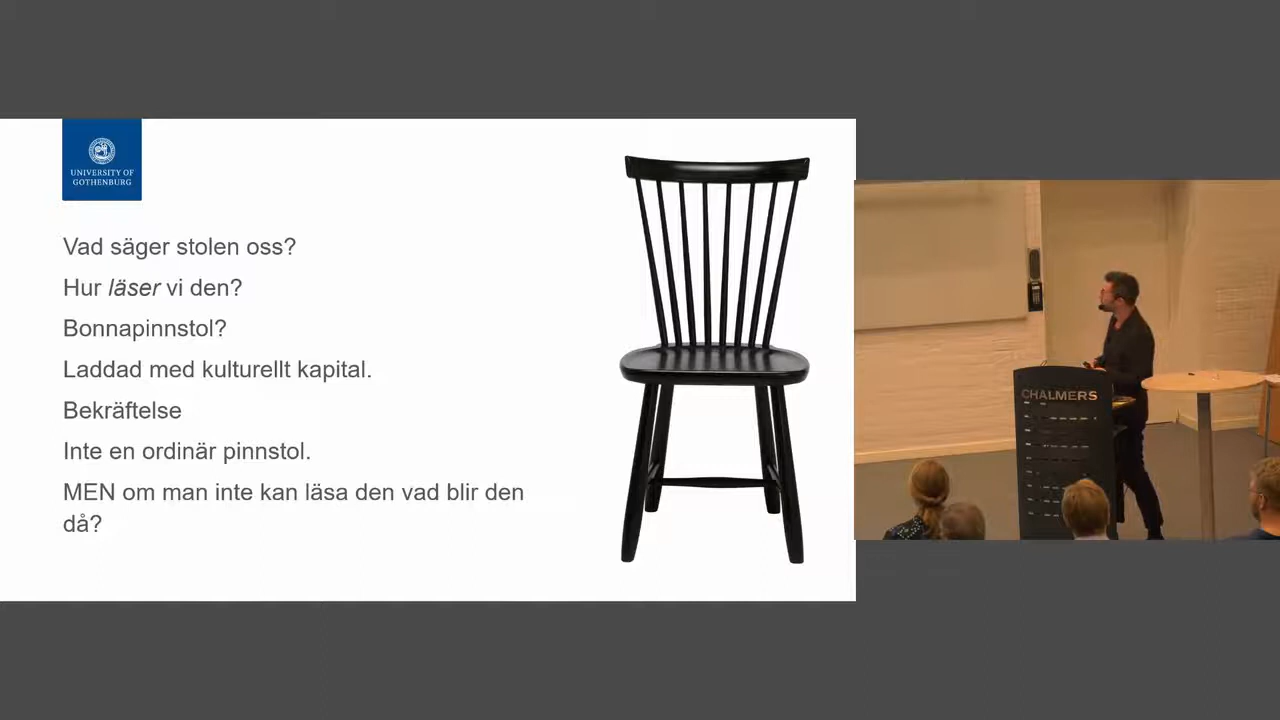 UNIVERSITY OF
GOTHENBURG
Vad säger stolen oss?
Hur läser vi den?
Bonnapinnstol?
Laddad med kulturellt kapital.
Bekräftelse
Inte en ordinär pinnstol.
MEN om man inte kan läsa den vad blir den
då?
CHALMERS